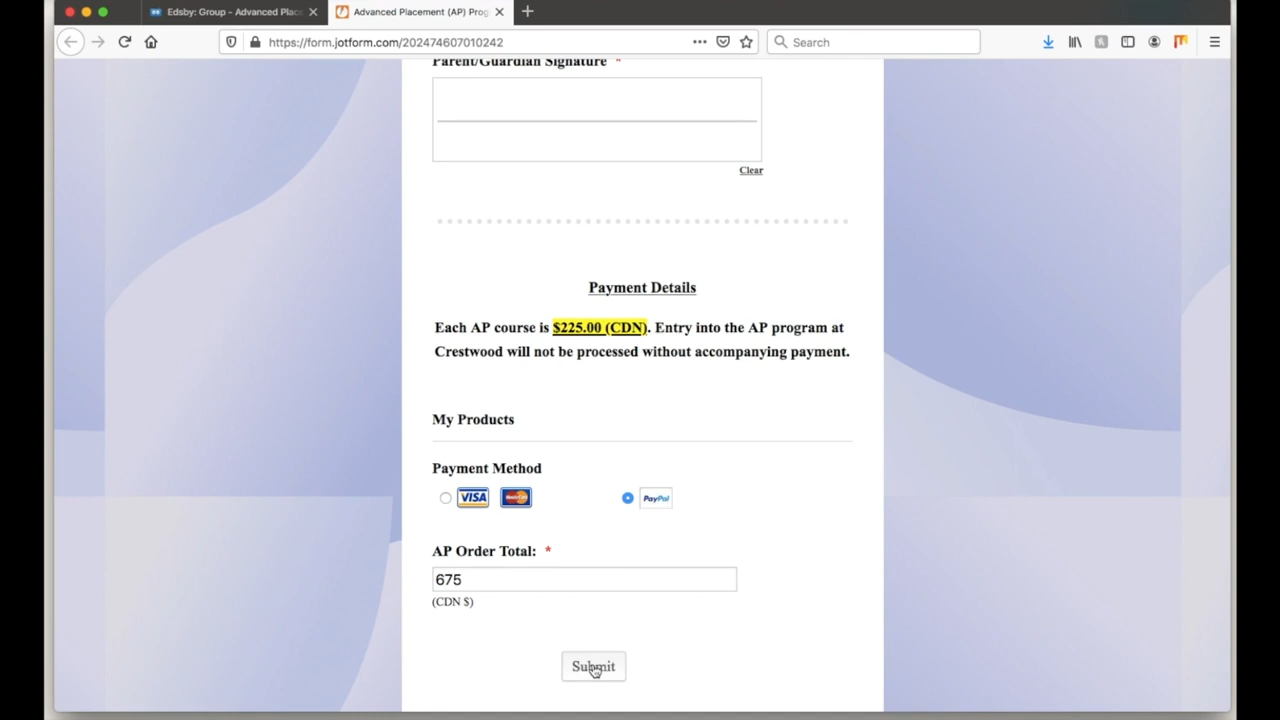 Edsby: Group - Advanced Plac
Advanced Placement (AP) Prog
https://form.jotform.com/202474607010242
Search
Parent/Guardian Signature *
Clear
Payment Details
Each AP course is $225.00 (CDN). Entry into the AP program at
Crestwood will not be processed without accompanying payment.
My Products
Payment Method
VISA MasterCard PayPal
AP Order Total: *
675
(CDN $)
Submit